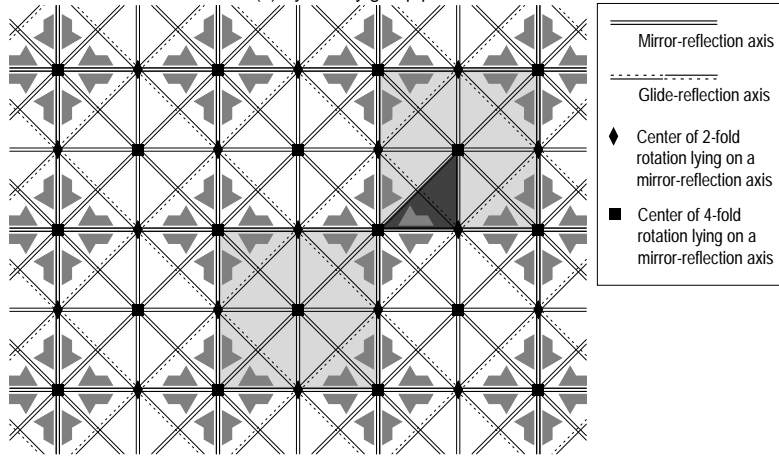 Mirror-reflection axis
Glide-reflection axis
Center of 2-fold
rotation lying on a
mirror-reflection axis
Center of 4-fold
rotation lying on a
mirror-reflection axis